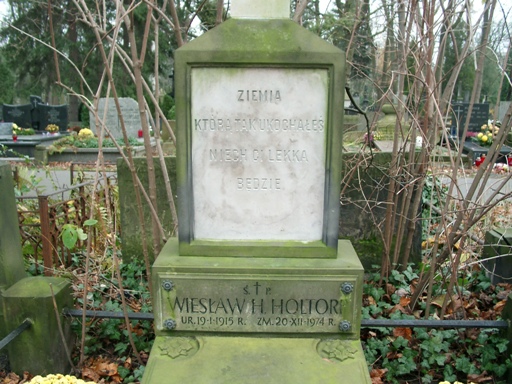 ZIEMIA
KTÓRĄ TAK UKOCHAŁEŚ
NIECH CI LEKKĄ
BĘDZIE
Ś † P
WIESŁAW H. HOLTORP
UR. 19·I·1915 R. ZM. 20·XII·1974 R.